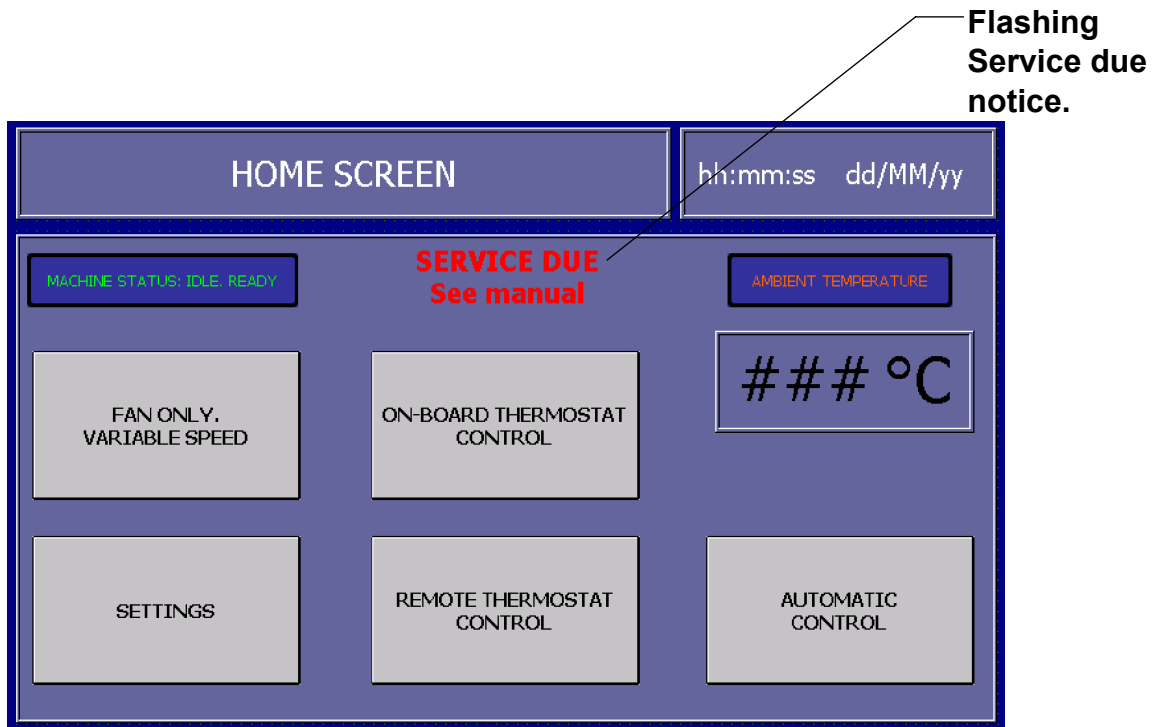 Flashing
Service due
notice.
HOME SCREEN
hh:mm:ss dd/MM/yy
MACHINE STATUS: IDLE. READY
SERVICE DUE
See manual
AMBIENT TEMPERATURE
###°C
FAN ONLY.
VARIABLE SPEED
ON-BOARD THERMOSTAT
CONTROL
SETTINGS
REMOTE THERMOSTAT
CONTROL
AUTOMATIC
CONTROL